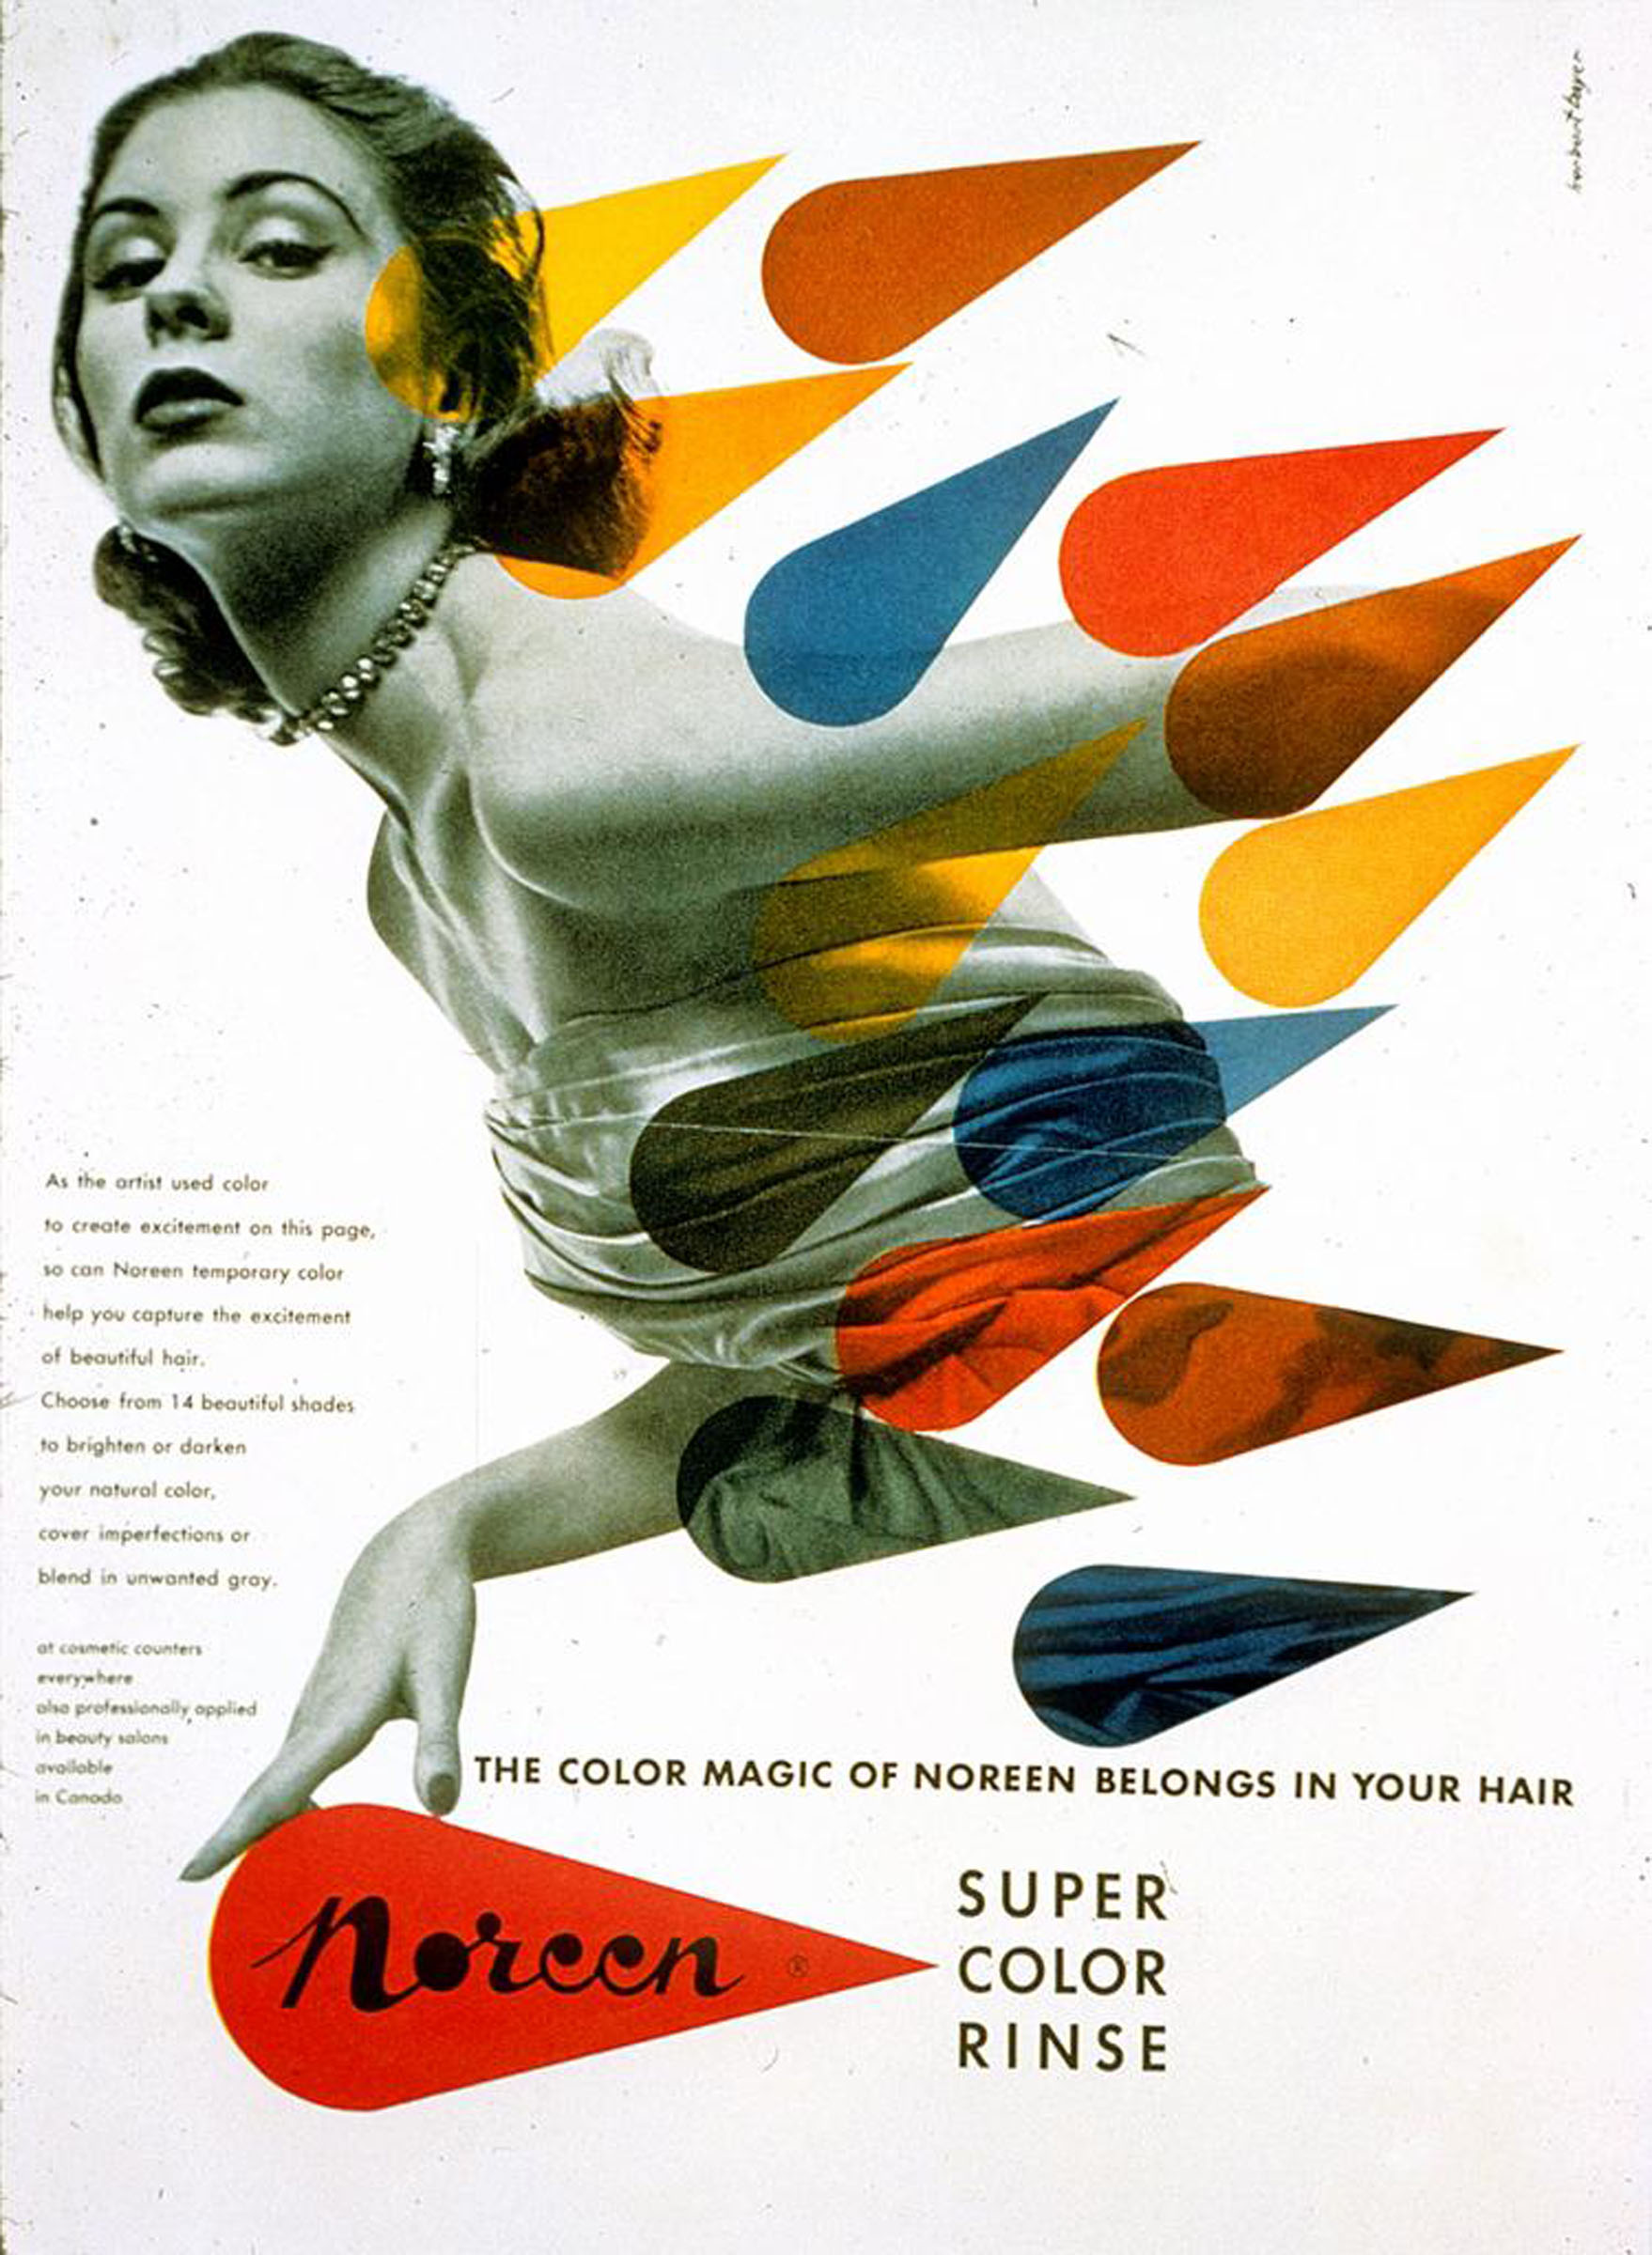 herbert bayer
As the artist used color
to create excitement on this page,
so can Noreen temporary color
help you capture the excitement
of beautiful hair.
Choose from 14 beautiful shades
to brighten or darken
your natural color,
cover imperfections or
blend in unwanted gray.
at cosmetic counters
everywhere
also professionally applied
in beauty salons
available
in Canada
THE COLOR MAGIC OF NOREEN BELONGS IN YOUR HAIR
Noreen ®
SUPER
COLOR
RINSE